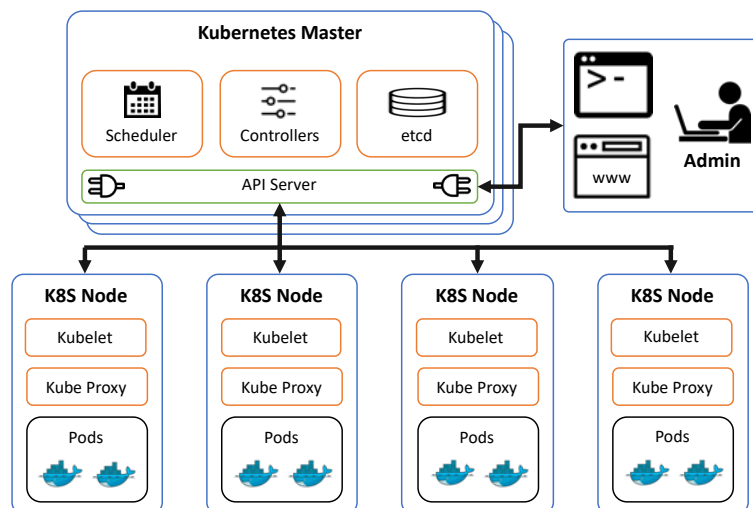 Kubernetes Master
Scheduler
Controllers
etcd
API Server
>-
www
Admin
K8S Node
Kubelet
Kube Proxy
Pods
K8S Node
Kubelet
Kube Proxy
Pods
K8S Node
Kubelet
Kube Proxy
Pods
K8S Node
Kubelet
Kube Proxy
Pods